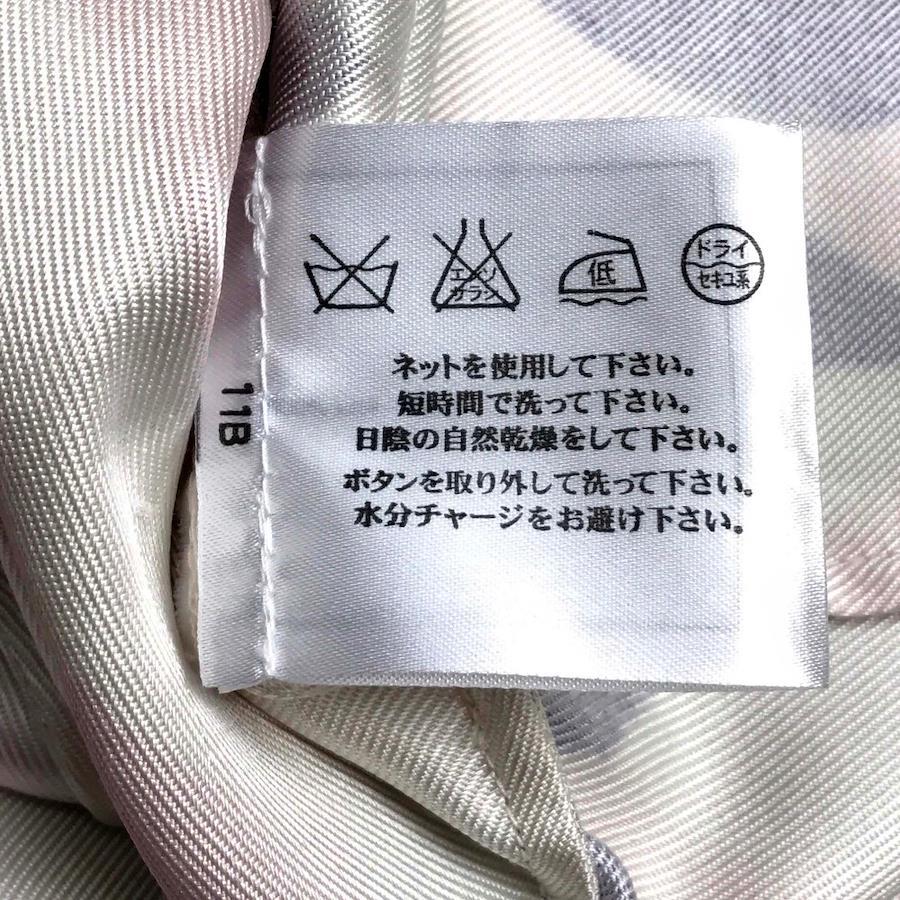 エンソ
サラシ
低
ドライ
セキユ系
ネットを使用して下さい。
短時間で洗って下さい。
日陰の自然乾燥をして下さい。
ボタンを取り外して洗って下さい。
水分チャージをお避け下さい。
11B